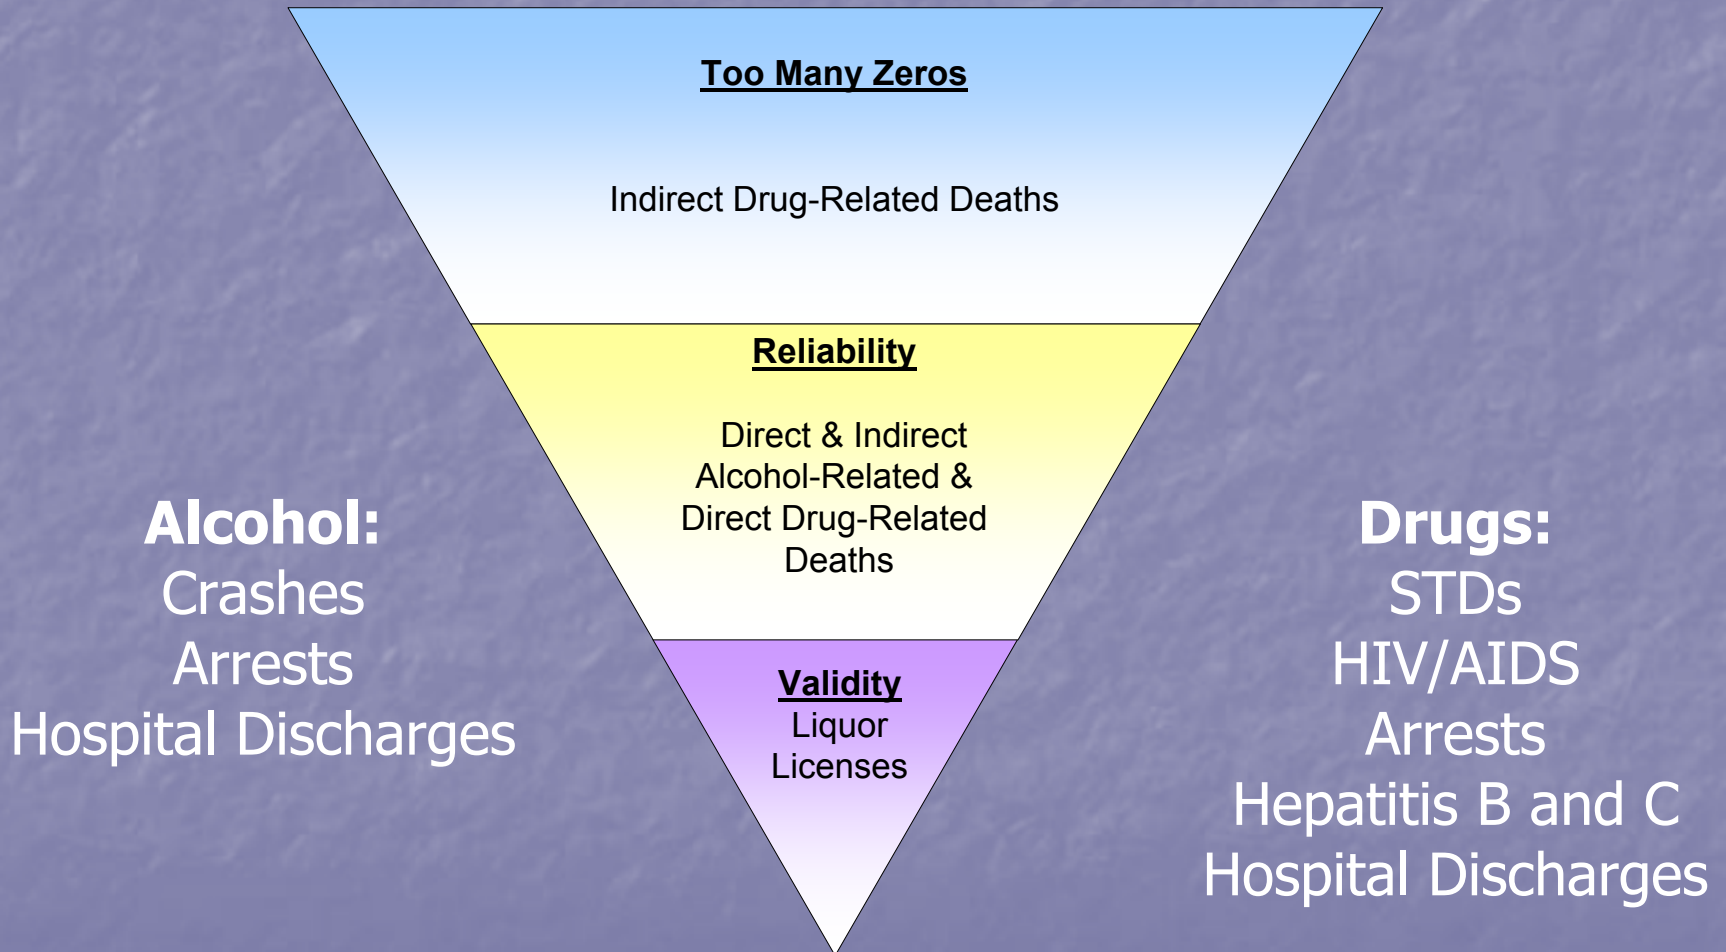 Too Many Zeros
Indirect Drug-Related Deaths
Reliability
Direct & Indirect
Alcohol-Related &
Direct Drug-Related
Deaths
Validity
Liquor
Licenses
Alcohol:
Crashes
Arrests
Hospital Discharges
Drugs:
STDs
HIV/AIDS
Arrests
Hepatitis B and C
Hospital Discharges